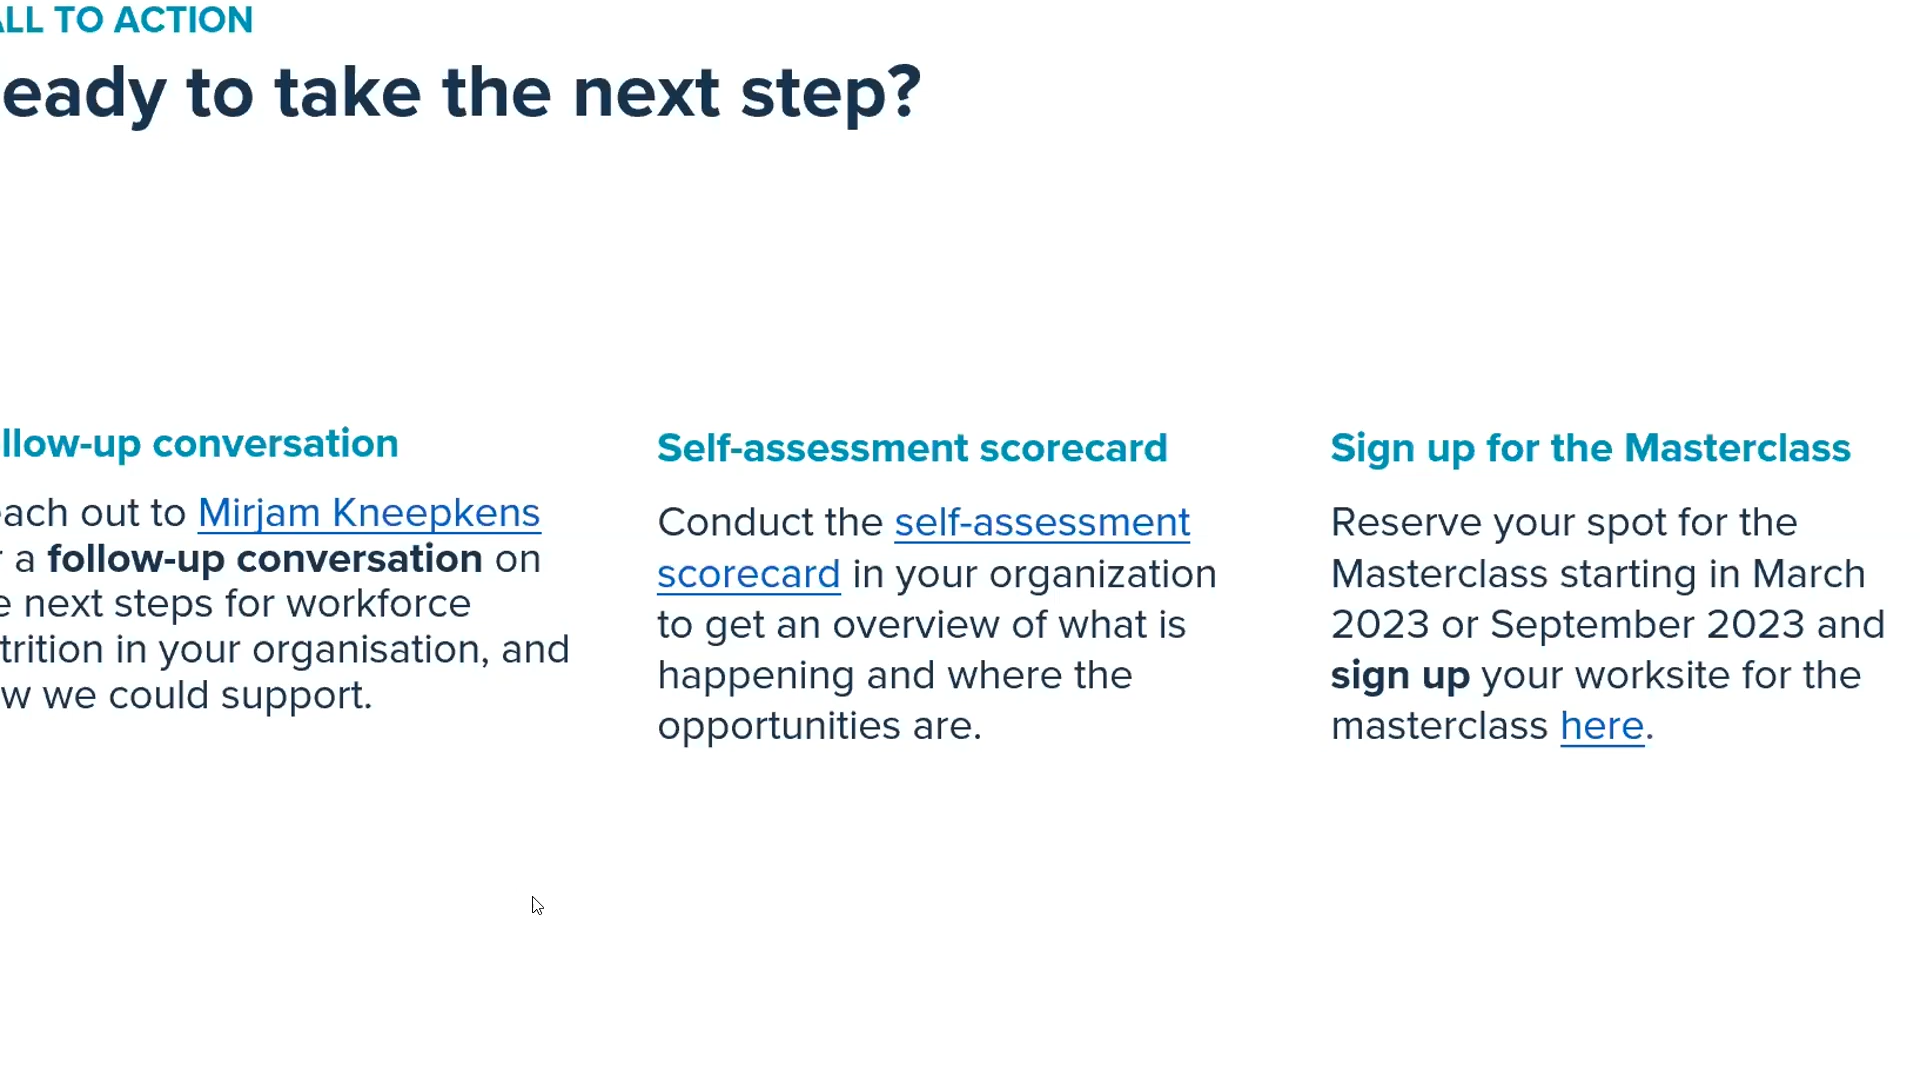 ALL TO ACTION
eady to take the next step?
llow-up conversation
each out to Mirjam Kneepkens
r a follow-up conversation on
e next steps for workforce
trition in your organisation, and
w we could support.
Self-assessment scorecard
Conduct the self-assessment
scorecard in your organization
to get an overview of what is
happening and where the
opportunities are.
Sign up for the Masterclass
Reserve your spot for the
Masterclass starting in March
2023 or September 2023 and
sign up your worksite for the
masterclass here.